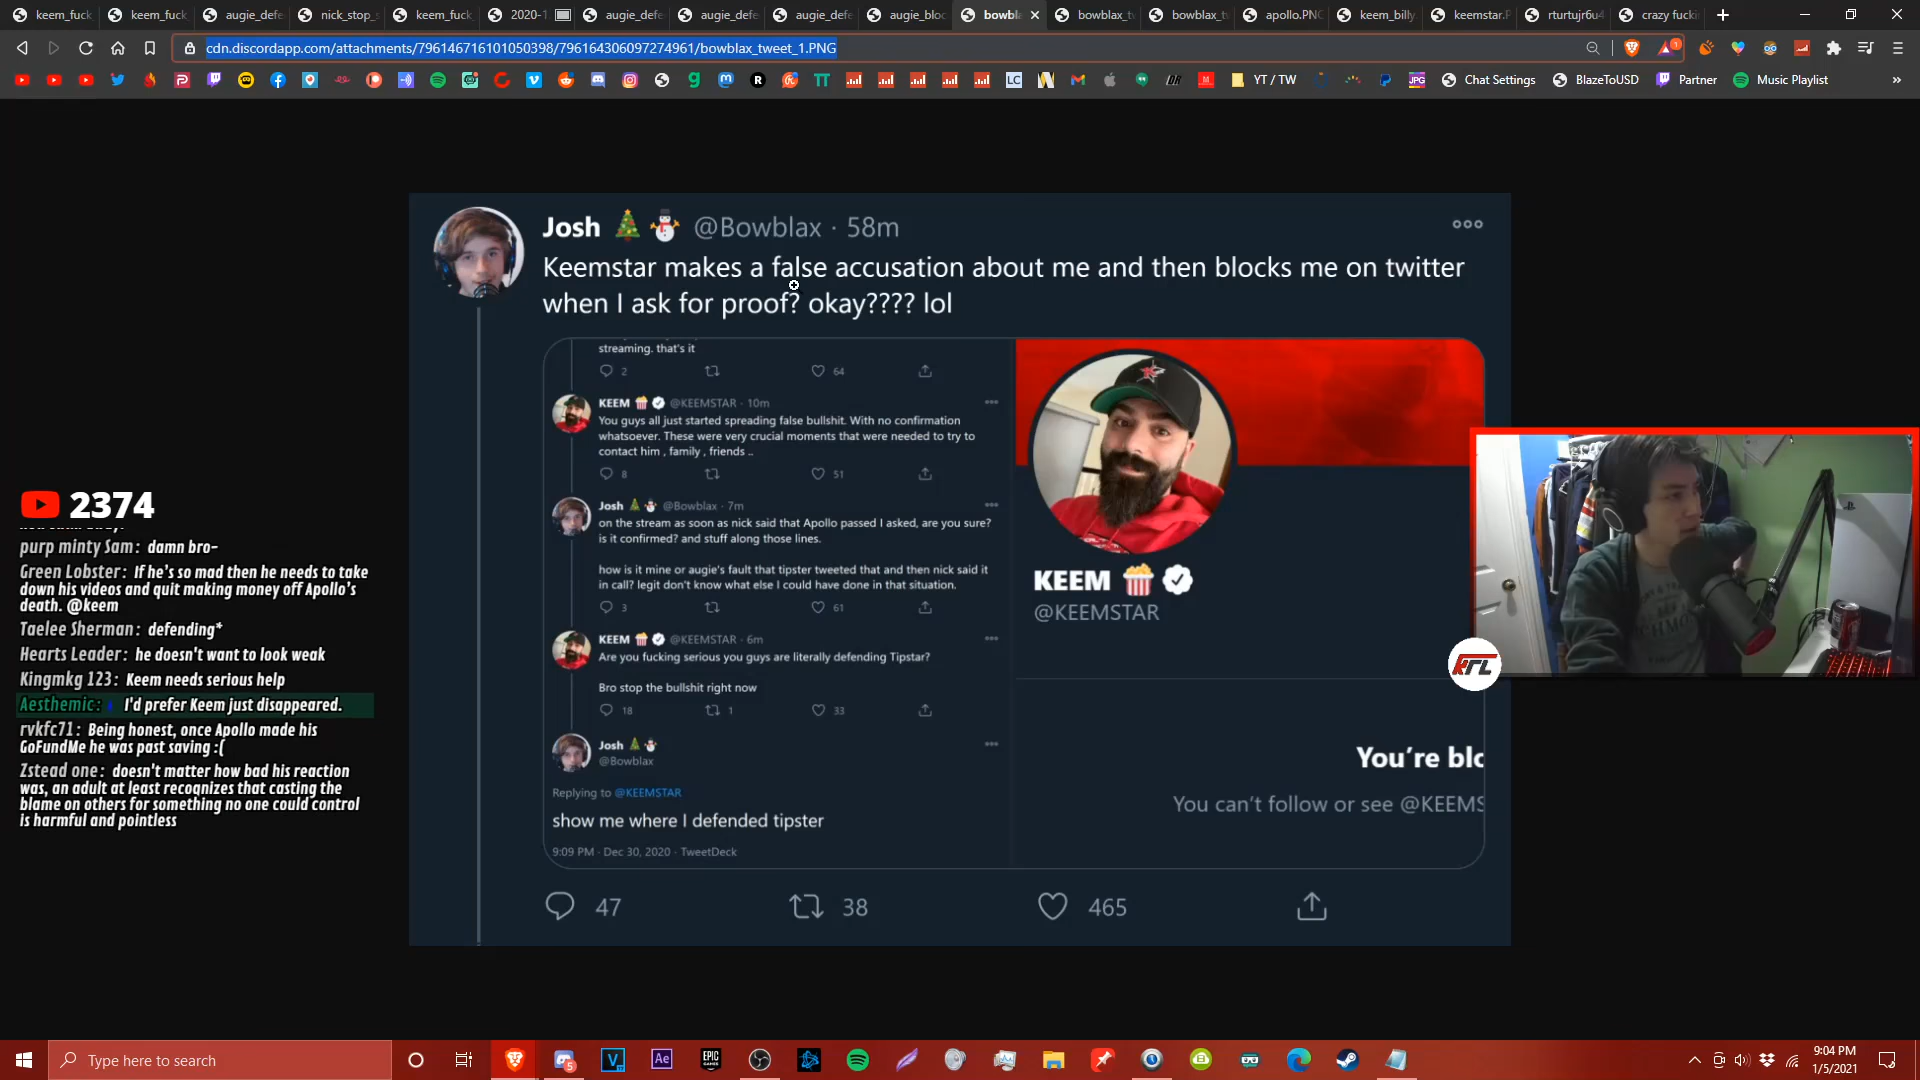 keem_fuck
keem_fuck
augie_defe
nick_stop_s
keem_fuck
2020-1
augie_defe
augie_defe
augie_defe
augie_bloc
bowbla
bowblax_tw
bowblax_tw
apollo.PNG
keem_billy
keemstar.P
rturtujr6u4
crazy fucki
cdn.discordapp.com/attachments/796146716101050398/796164306097274961/bowblax_tweet_1.PNG
YT / TW
Chat Settings
BlazeToUSD
Partner
Music Playlist
Josh 🎄⛄ @Bowblax · 58m
Keemstar makes a false accusation about me and then blocks me on twitter
when I ask for proof? okay???? lol
streaming. that's it
2 64
KEEM 🍿 @KEEMSTAR · 10m
You guys all just started spreading false bullshit. With no confirmation
whatsoever. These were very crucial moments that were needed to try to
contact him , family , friends ..
8 51
Josh 🎄⛄ @Bowblax · 7m
on the stream as soon as nick said that Apollo passed I asked, are you sure?
is it confirmed? and stuff along those lines.
how is it mine or augie's fault that tipster tweeted that and then nick said it
in call? legit don't know what else I could have done in that situation.
3 61
KEEM 🍿 @KEEMSTAR · 6m
Are you fucking serious you guys are literally defending Tipstar?
Bro stop the bullshit right now
18 1 33
Josh 🎄⛄
@Bowblax
Replying to @KEEMSTAR
show me where I defended tipster
9:09 PM · Dec 30, 2020 · TweetDeck
KEEM 🍿
@KEEMSTAR
You're blo
You can't follow or see @KEEMS
47 38 465
2374
purp minty Sam: damn bro-
Green Lobster: If he's so mad then he needs to take
down his videos and quit making money off Apollo's
death. @keem
Taelee Sherman: defending*
Hearts Leader: he doesn't want to look weak
Kingmkg 123: Keem needs serious help
Aesthemic: I'd prefer Keem just disappeared.
rvkfc71: Being honest, once Apollo made his
GoFundMe he was past saving :(
Zstead one: doesn't matter how bad his reaction
was, an adult at least recognizes that casting the
blame on others for something no one could control
is harmful and pointless
Type here to search
9:04 PM
1/5/2021